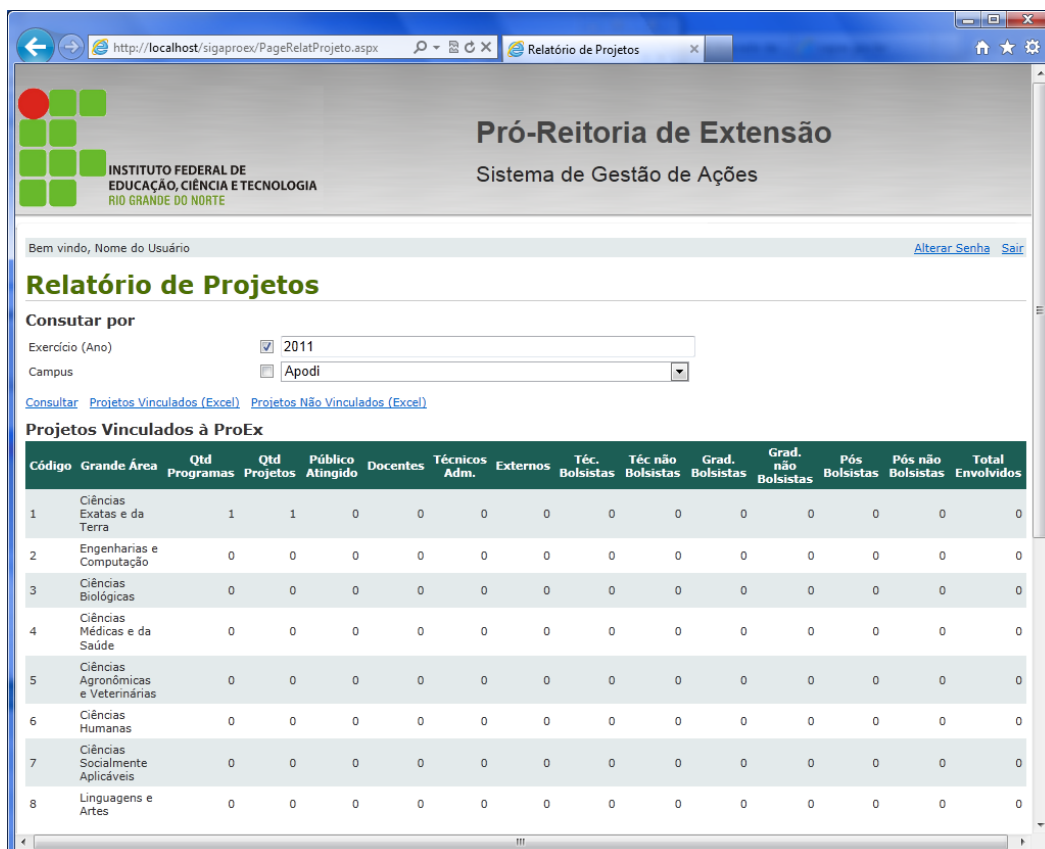 http://localhost/sigaproex/PageRelatProjeto.aspx
Relatório de Projetos
Pró-Reitoria de Extensão
Sistema de Gestão de Ações
INSTITUTO FEDERAL DE
EDUCAÇÃO, CIÊNCIA E TECNOLOGIA
RIO GRANDE DO NORTE
Bem vindo, Nome do Usuário Alterar Senha Sair
Relatório de Projetos
Consutar por
Exercício (Ano) 2011
Campus Apodi
Consultar Projetos Vinculados (Excel) Projetos Não Vinculados (Excel)
Projetos Vinculados à ProEx
Código Grande Área Qtd Programas Qtd Projetos Público Atingido Docentes Técnicos Adm. Externos Téc. Bolsistas Téc não Bolsistas Grad. Bolsistas Grad. não Bolsistas Pós Bolsistas Pós não Bolsistas Total Envolvidos
1 Ciências Exatas e da Terra 1 1 0 0 0 0 0 0 0 0 0 0 0
2 Engenharias e Computação 0 0 0 0 0 0 0 0 0 0 0 0 0
3 Ciências Biológicas 0 0 0 0 0 0 0 0 0 0 0 0 0
4 Ciências Médicas e da Saúde 0 0 0 0 0 0 0 0 0 0 0 0 0
5 Ciências Agronômicas e Veterinárias 0 0 0 0 0 0 0 0 0 0 0 0 0
6 Ciências Humanas 0 0 0 0 0 0 0 0 0 0 0 0 0
7 Ciências Socialmente Aplicáveis 0 0 0 0 0 0 0 0 0 0 0 0 0
8 Linguagens e Artes 0 0 0 0 0 0 0 0 0 0 0 0 0